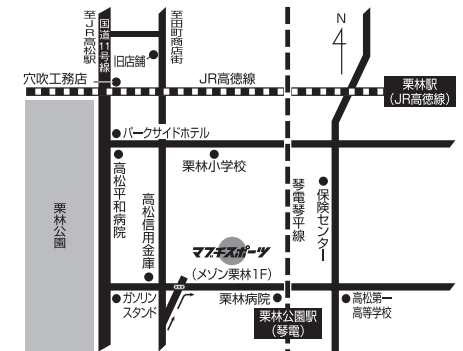 至JR高松駅
国道11号線
至田町商店街
N
旧店舗
穴吹工務店
JR高徳線
栗林駅
（JR高徳線）
パークサイドホテル
栗林小学校
高松平和病院
高松信用金庫
琴電琴平線
保険センター
栗林公園
マブキスポーツ
（メゾン栗林1F）
ガソリン
スタンド
栗林病院
栗林公園駅
（琴電）
高松第一
高等学校